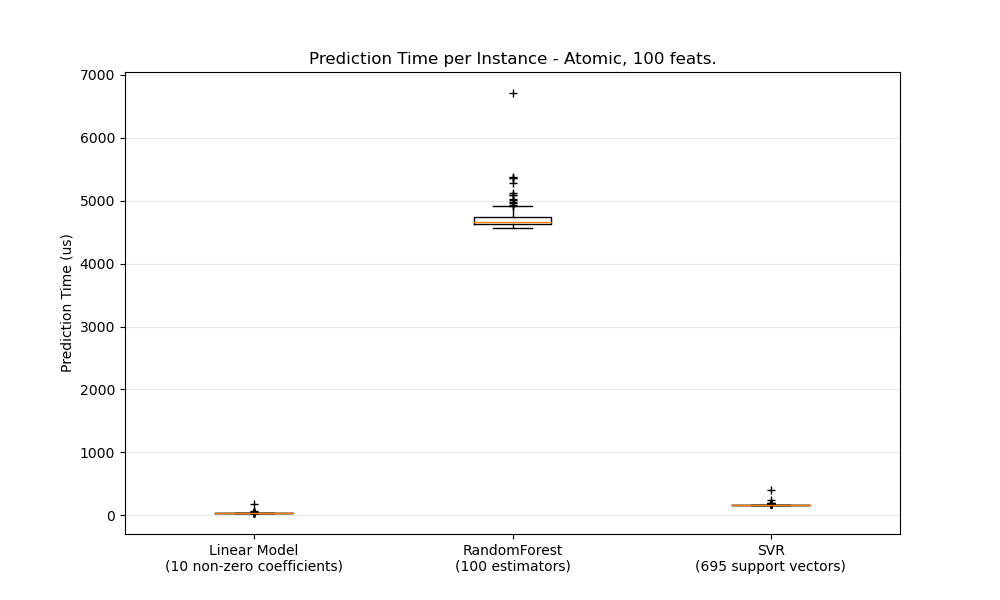 Prediction Time per Instance - Atomic, 100 feats.
Prediction Time (us)
7000
6000
5000
4000
3000
2000
1000
0
Linear Model
(10 non-zero coefficients)
RandomForest
(100 estimators)
SVR
(695 support vectors)